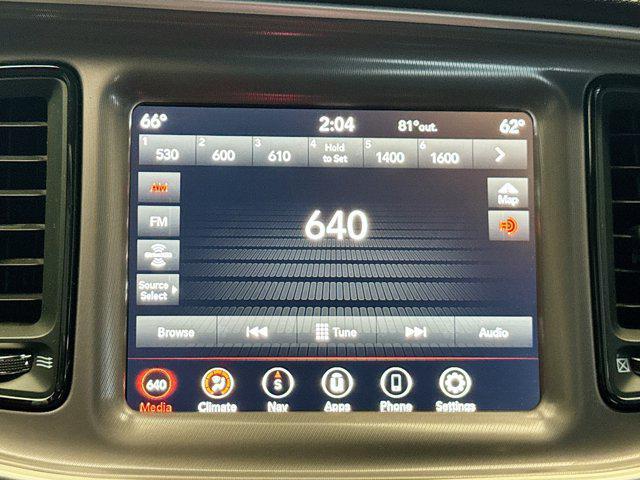 66° 2:04 81°out. 62°
1 530 2 600 3 610 4 Hold to Set 5 1400 6 1600
AM
Map
640
FM
Source Select
Browse Tune Audio
640 S
Media Climate Nav Apps Phone Settings